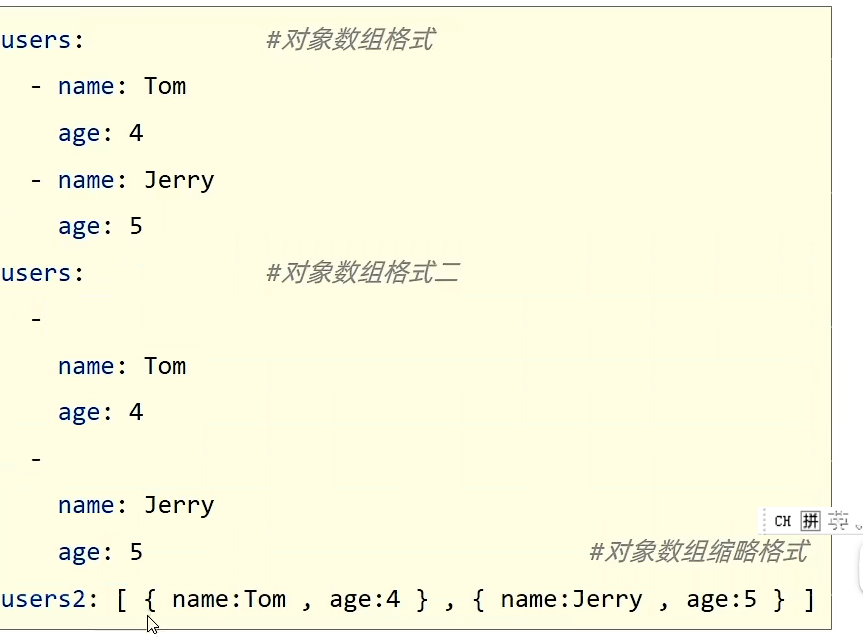 users: #对象数组格式
- name: Tom
age: 4
- name: Jerry
age: 5
users: #对象数组格式二
-
name: Tom
age: 4
-
name: Jerry
age: 5 #对象数组缩略格式
users2: [ { name:Tom , age:4 } , { name:Jerry , age:5 } ]
CH 拼 英